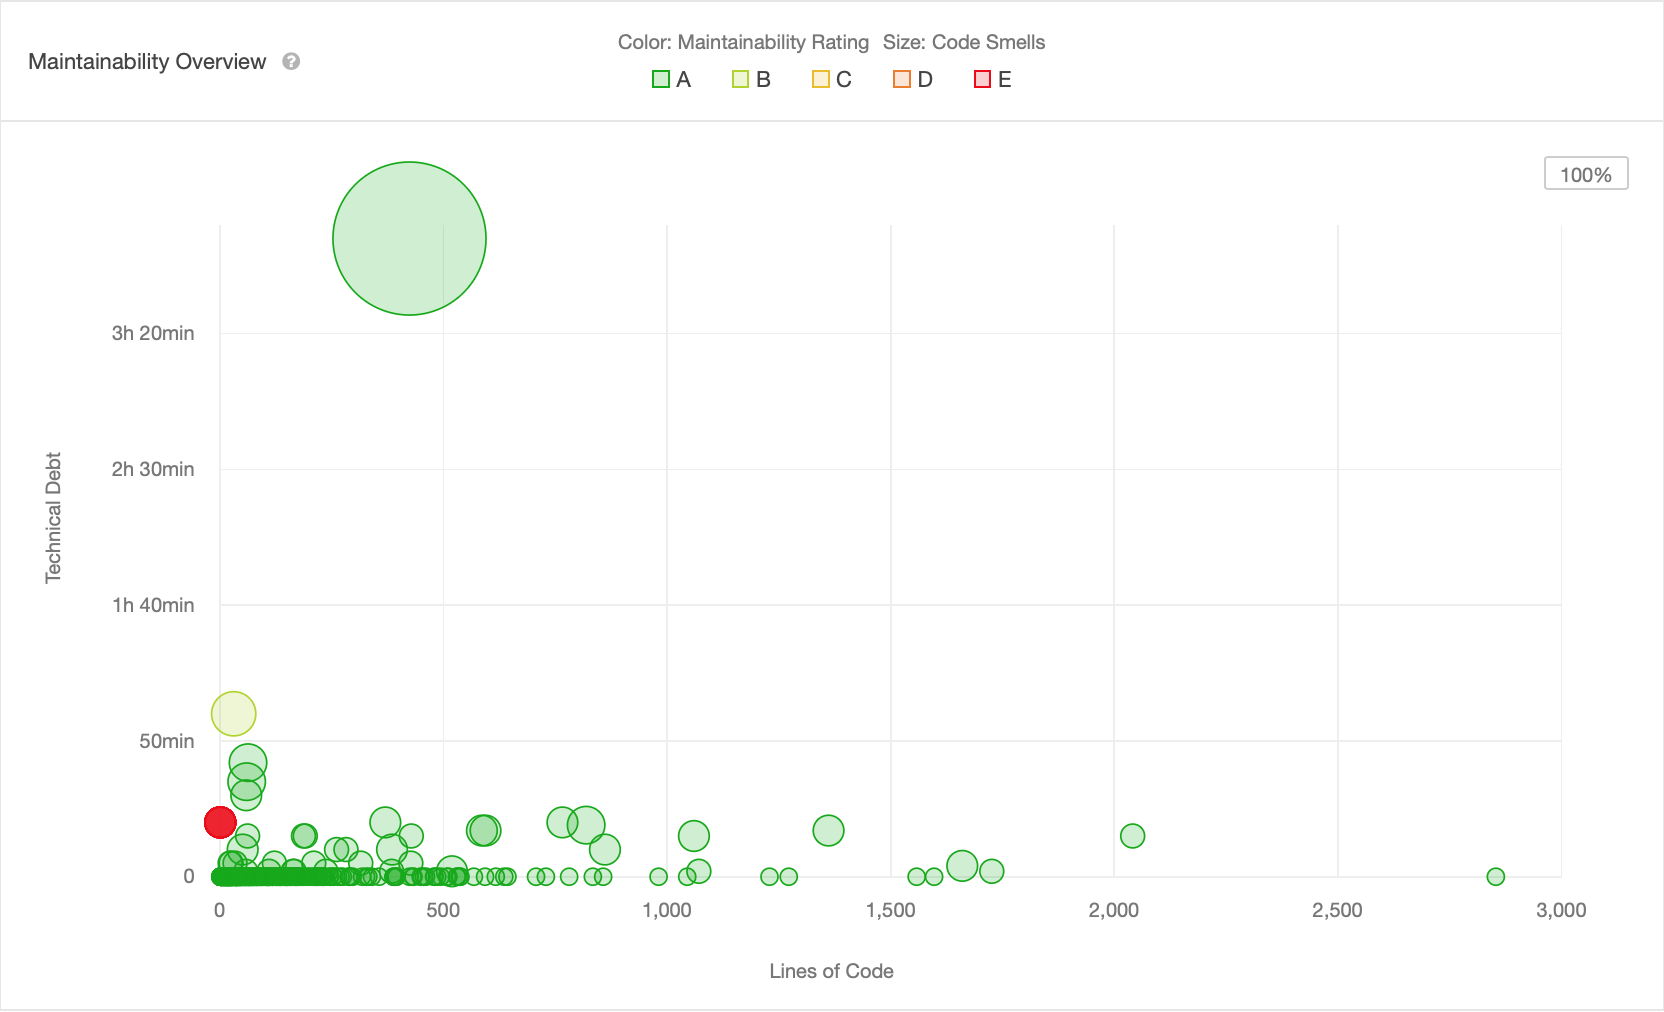 Maintainability Overview ?
Color: Maintainability Rating Size: Code Smells
A B C D E
100%
3h 20min
2h 30min
1h 40min
50min
0
Technical Debt
0 500 1,000 1,500 2,000 2,500 3,000
Lines of Code